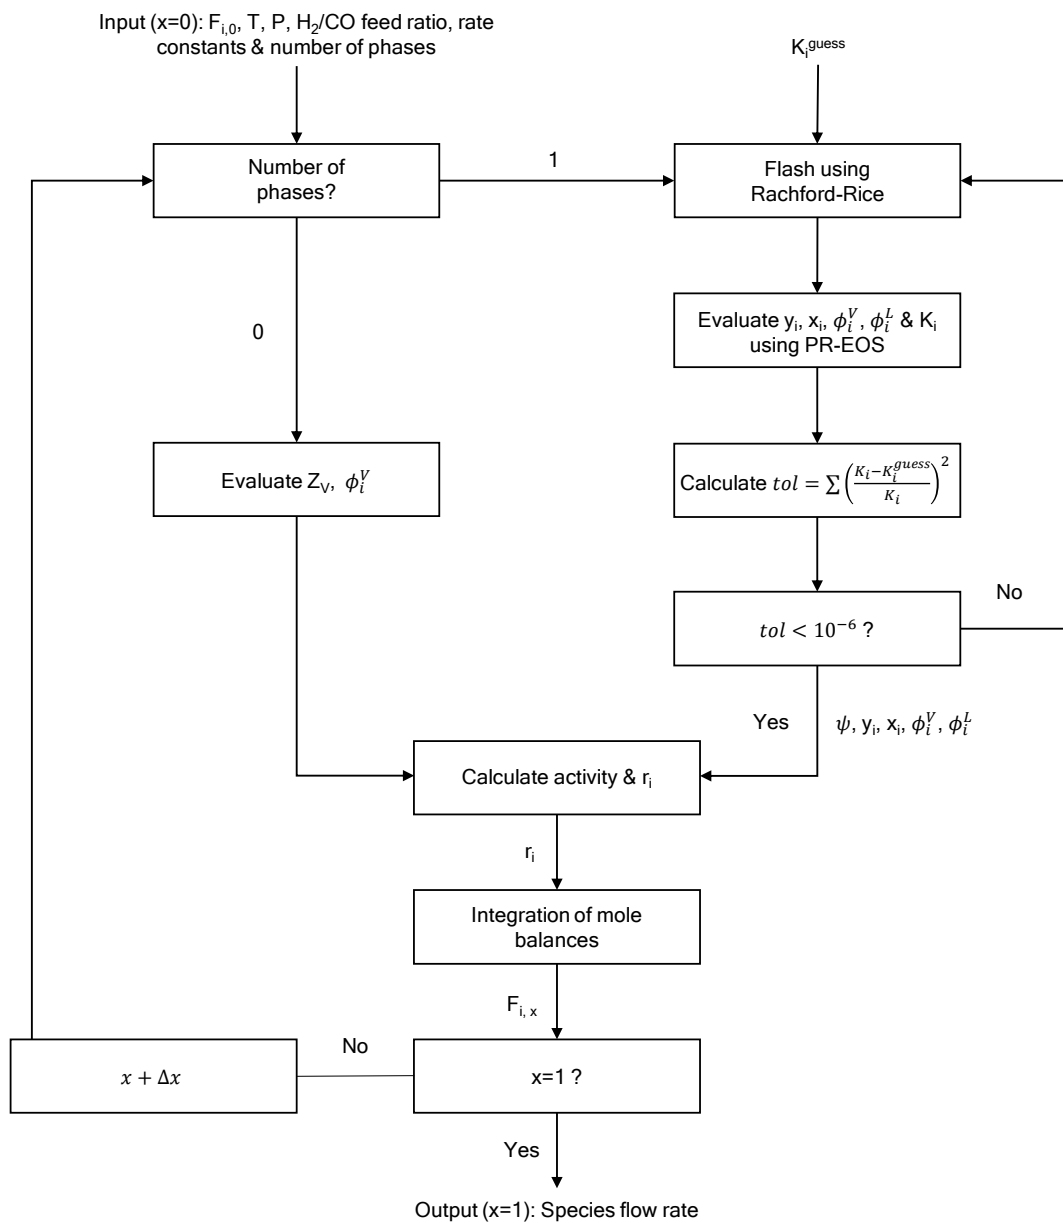 Input (x=0): F_{i,0}, T, P, H₂/CO feed ratio, rate
constants & number of phases
K_i^{guess}
Number of
phases?
1
Flash using
Rachford-Rice
0
Evaluate y_i, x_i, ϕ_i^V, ϕ_i^L & K_i
using PR-EOS
Evaluate Z_V, ϕ_i^V
Calculate tol = ∑ ((K_i − K_i^{guess})/K_i)^2
tol < 10^{−6} ?
No
Yes
ψ, y_i, x_i, ϕ_i^V, ϕ_i^L
Calculate activity & r_i
r_i
Integration of mole
balances
F_{i, x}
x + Δx
No
x=1 ?
Yes
Output (x=1): Species flow rate